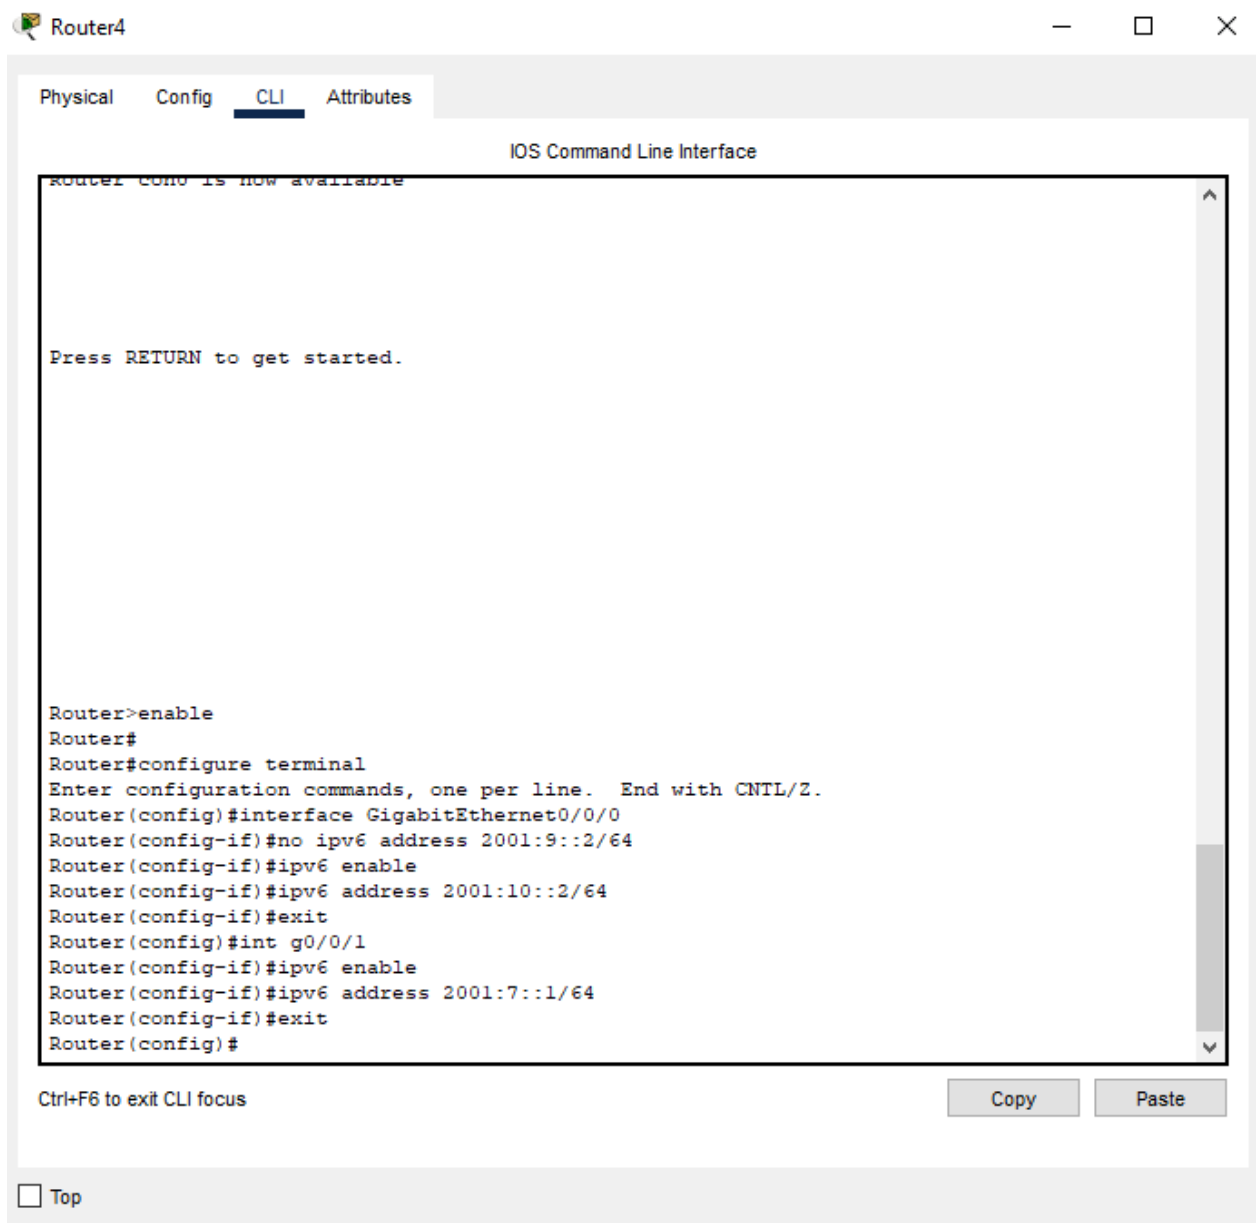 Router4
Physical Config CLI Attributes
IOS Command Line Interface
Router con0 is now available
Press RETURN to get started.
Router>enable
Router#
Router#configure terminal
Enter configuration commands, one per line.  End with CNTL/Z.
Router(config)#interface GigabitEthernet0/0/0
Router(config-if)#no ipv6 address 2001:9::2/64
Router(config-if)#ipv6 enable
Router(config-if)#ipv6 address 2001:10::2/64
Router(config-if)#exit
Router(config)#int g0/0/1
Router(config-if)#ipv6 enable
Router(config-if)#ipv6 address 2001:7::1/64
Router(config-if)#exit
Router(config)#
Ctrl+F6 to exit CLI focus
Copy Paste
Top